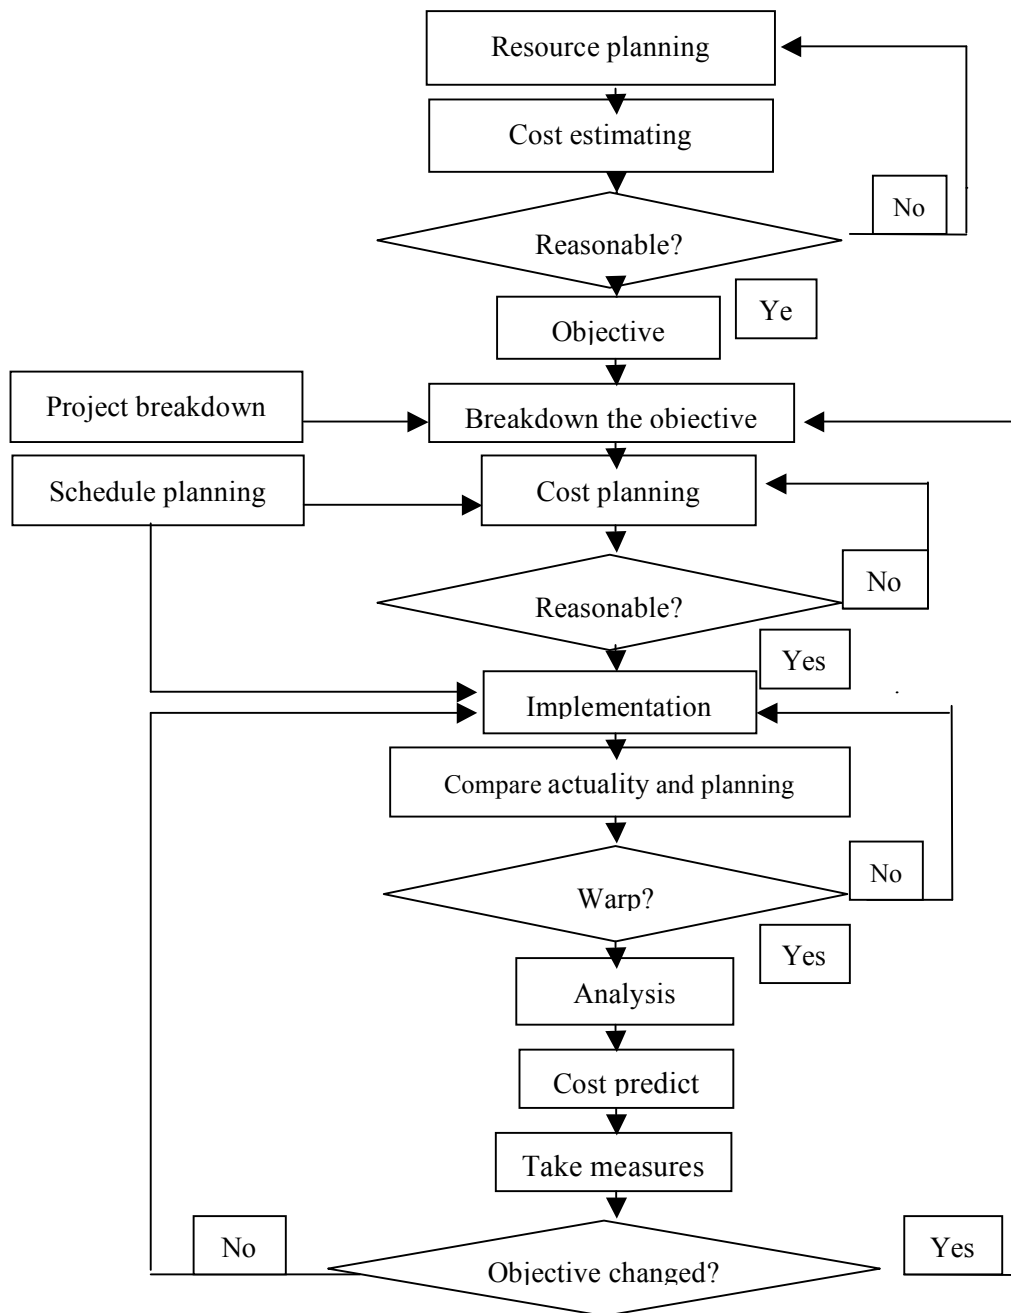 Resource planning
Cost estimating
No
Reasonable?
Ye
Objective
Project breakdown
Breakdown the objective
Schedule planning
Cost planning
No
Reasonable?
Yes
Implementation
Compare actuality and planning
No
Warp?
Yes
Analysis
Cost predict
Take measures
No
Yes
Objective changed?